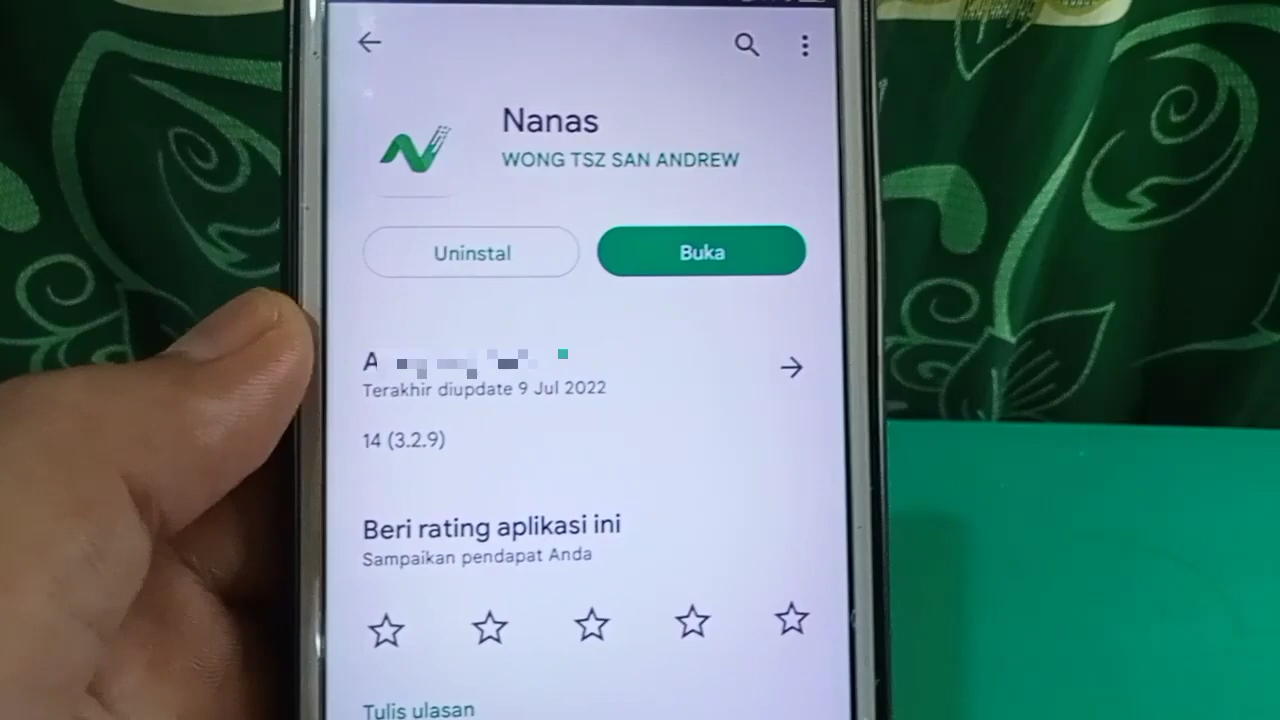 Nanas
WONG TSZ SAN ANDREW
Uninstal
Buka
A
Terakhir diupdate 9 Jul 2022
14 (3.2.9)
Beri rating aplikasi ini
Sampaikan pendapat Anda
Tulis ulasan